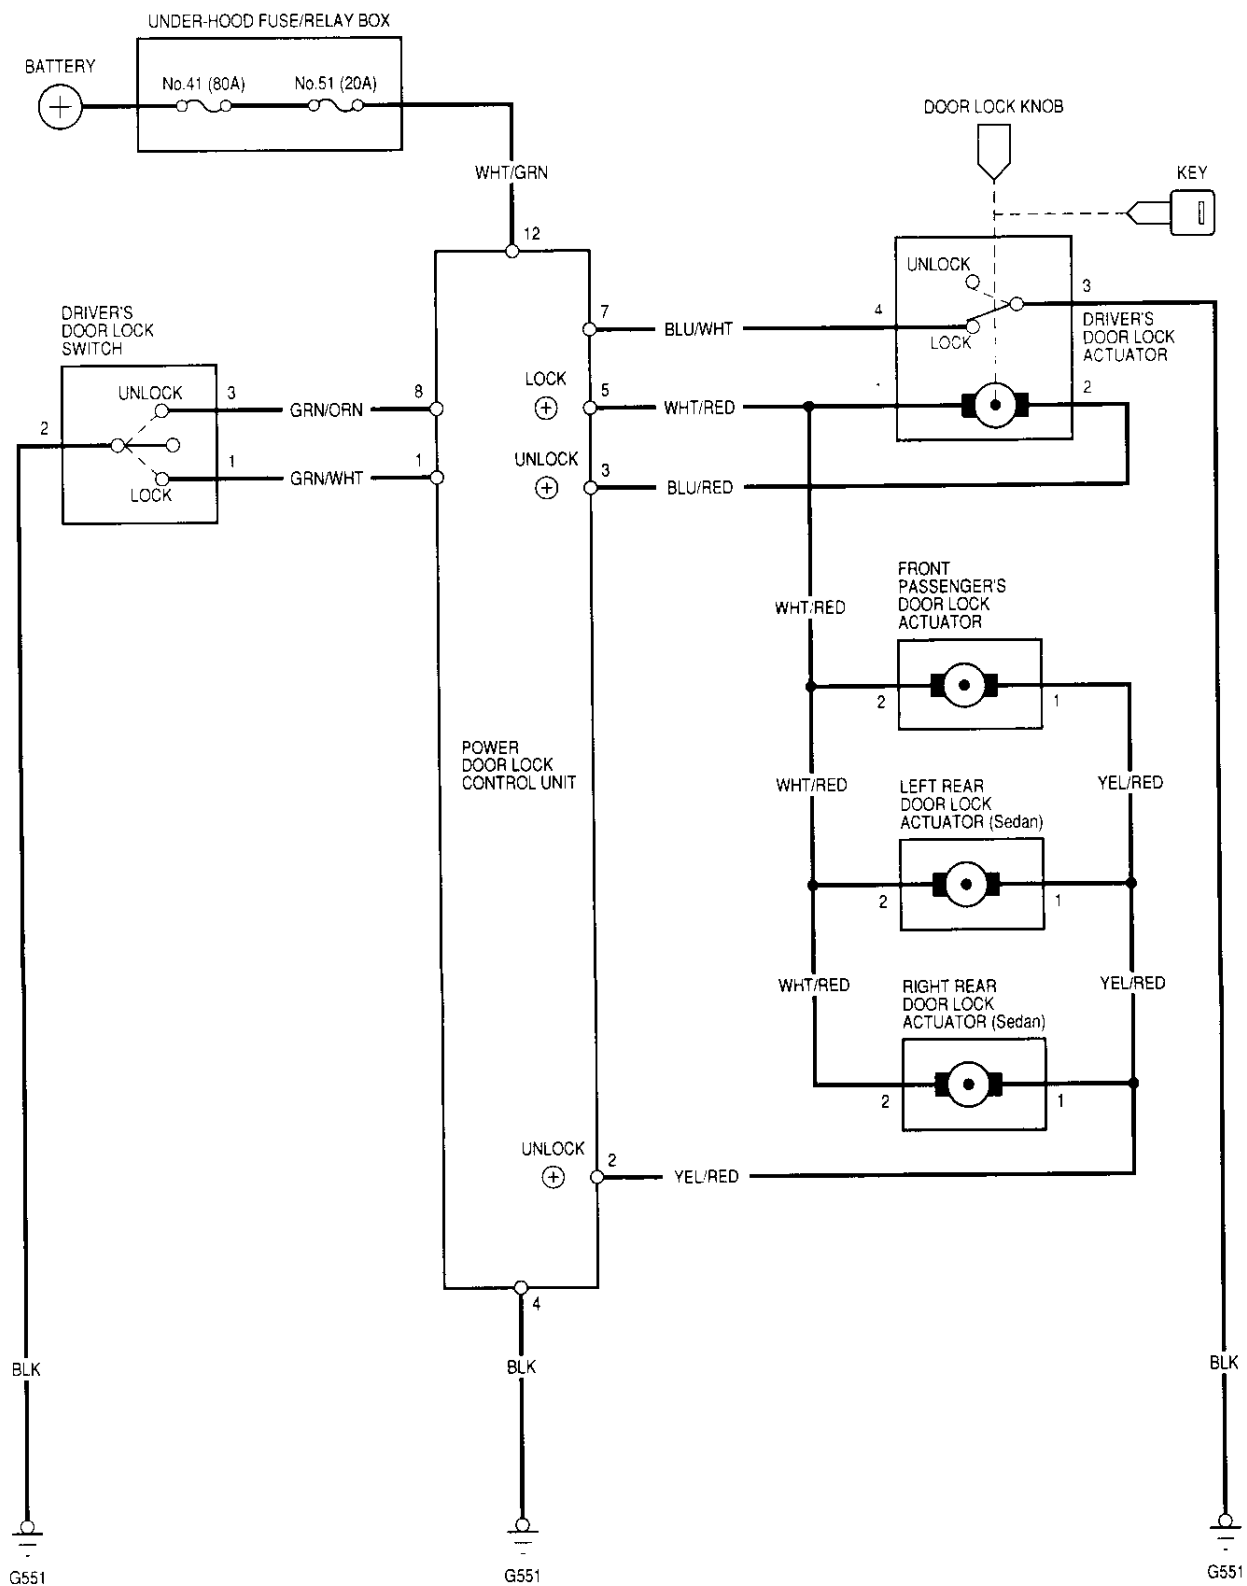 UNDER-HOOD FUSE/RELAY BOX
BATTERY
No.41 (80A)
No.51 (20A)
WHT/GRN
12
DOOR LOCK KNOB
KEY
DRIVER'S
DOOR LOCK
SWITCH
UNLOCK
3
GRN/ORN
8
2
1
GRN/WHT
1
LOCK
7
BLU/WHT
4
UNLOCK
LOCK
3
DRIVER'S
DOOR LOCK
ACTUATOR
LOCK
5
WHT/RED
1
2
UNLOCK
3
BLU/RED
WHT/RED
FRONT
PASSENGER'S
DOOR LOCK
ACTUATOR
2
1
POWER
DOOR LOCK
CONTROL UNIT
WHT/RED
YEL/RED
LEFT REAR
DOOR LOCK
ACTUATOR (Sedan)
2
1
WHT/RED
YEL/RED
RIGHT REAR
DOOR LOCK
ACTUATOR (Sedan)
2
1
UNLOCK
2
YEL/RED
4
BLK
BLK
BLK
G551
G551
G551